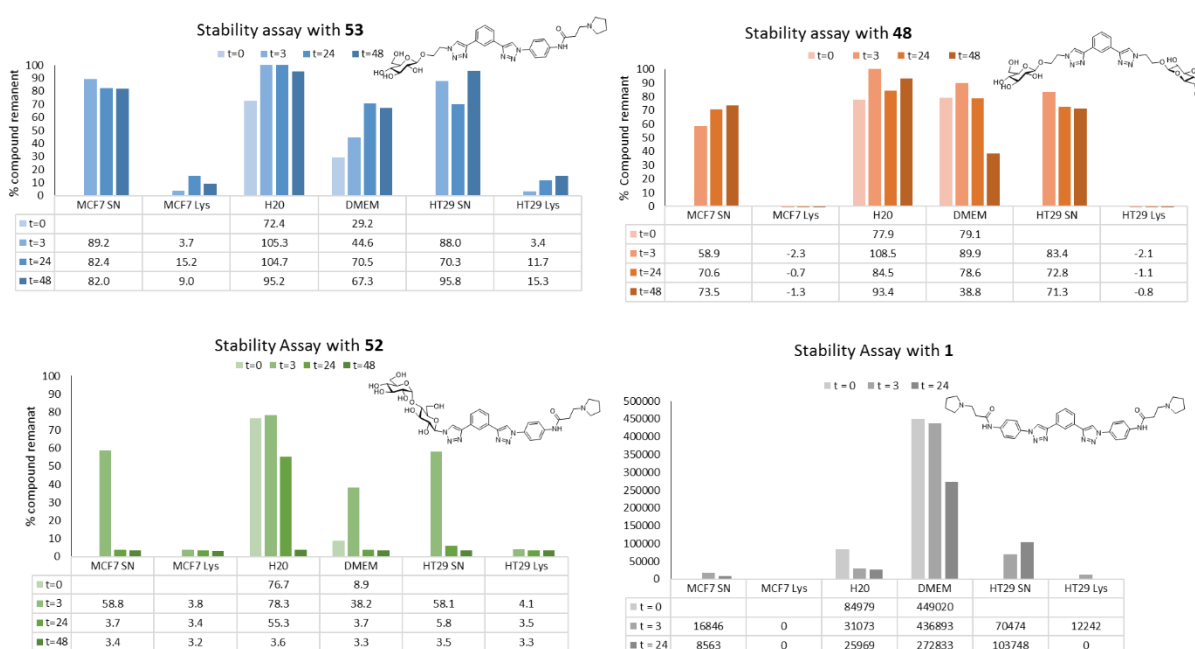 Stability assay with 53
t=0 t=3 t=24 t=48
% compound remanent
100
90
80
70
60
50
40
30
20
10
0
MCF7 SN MCF7 Lys H20 DMEM HT29 SN HT29 Lys
t=0 72.4 29.2
t=3 89.2 3.7 105.3 44.6 88.0 3.4
t=24 82.4 15.2 104.7 70.5 70.3 11.7
t=48 82.0 9.0 95.2 67.3 95.8 15.3
Stability assay with 48
t=0 t=3 t=24 t=48
% Compound remnant
100
90
80
70
60
50
40
30
20
10
0
MCF7 SN MCF7 Lys H20 DMEM HT29 SN HT29 Lys
t=0 77.9 79.1
t=3 58.9 -2.3 108.5 89.9 83.4 -2.1
t=24 70.6 -0.7 84.5 78.6 72.8 -1.1
t=48 73.5 -1.3 93.4 38.8 71.3 -0.8
Stability Assay with 52
t=0 t=3 t=24 t=48
% compound remanat
100
90
80
70
60
50
40
30
20
10
0
MCF7 SN MCF7 Lys H20 DMEM HT29 SN HT29 Lys
t=0 76.7 8.9
t=3 58.8 3.8 78.3 38.2 58.1 4.1
t=24 3.7 3.4 55.3 3.7 5.8 3.5
t=48 3.4 3.2 3.6 3.3 3.5 3.3
Stability Assay with 1
t = 0 t = 3 t = 24
500000
450000
400000
350000
300000
250000
200000
150000
100000
50000
0
MCF7 SN MCF7 Lys H20 DMEM HT29 SN HT29 Lys
t = 0 84979 449020
t = 3 16846 0 31073 436893 70474 12242
t = 24 8563 0 25969 272833 103748 0